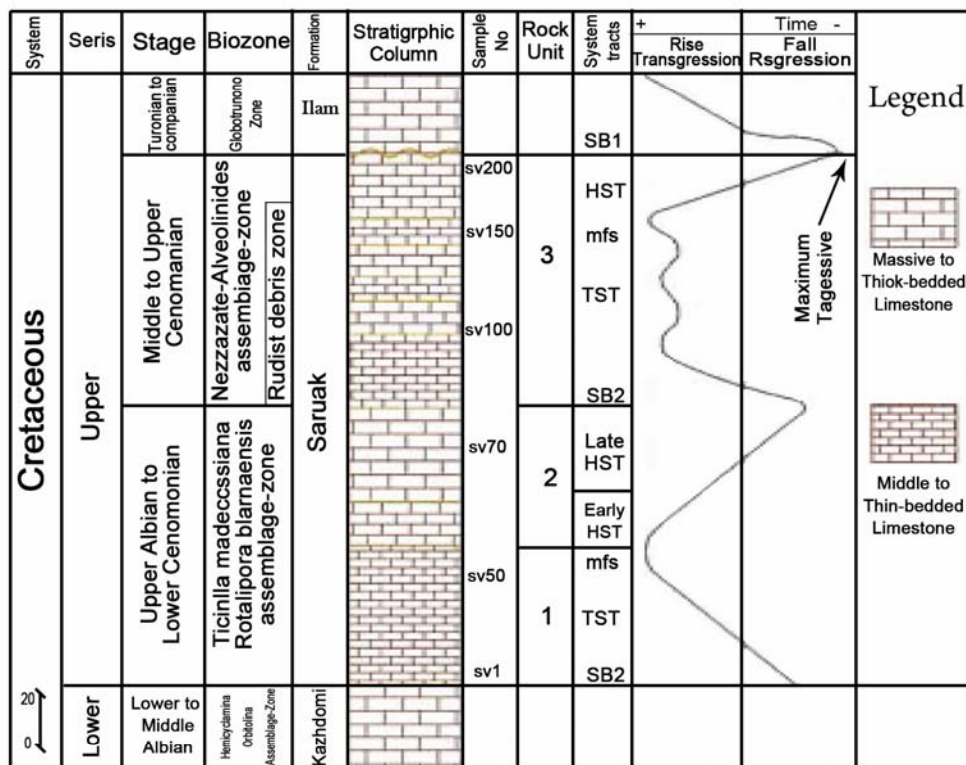 System
Seris
Stage
Biozone
Formation
Stratigrphic
Column
Sample
No
Rock
Unit
System
tracts
+
Time -
Rise
Transgression
Fall
Rsgression
Legend
Cretaceous
Upper
Lower
20
0
Turonian to
companian
Globotrunono
Zone
Ilam
SB1
Middle to Upper
Cenomanian
Nezzazate-Alveolinides
assembiage-zone
Rudist debris zone
Saruak
sv200
sv150
sv100
3
HST
mfs
TST
SB2
Maximum
Tagessive
Massive to
Thiok-bedded
Limestone
Upper Albian to
Lower Cenomonian
Ticinlla madeccssiana
Rotalipora blarnaensis
assemblage-zone
sv70
sv50
sv1
2
Late
HST
Early
HST
1
mfs
TST
SB2
Middle to
Thin-bedded
Limestone
Lower to
Middle
Albian
Hemicyclamina
Orbitolina
Assemblage-Zone
Kazhdomi